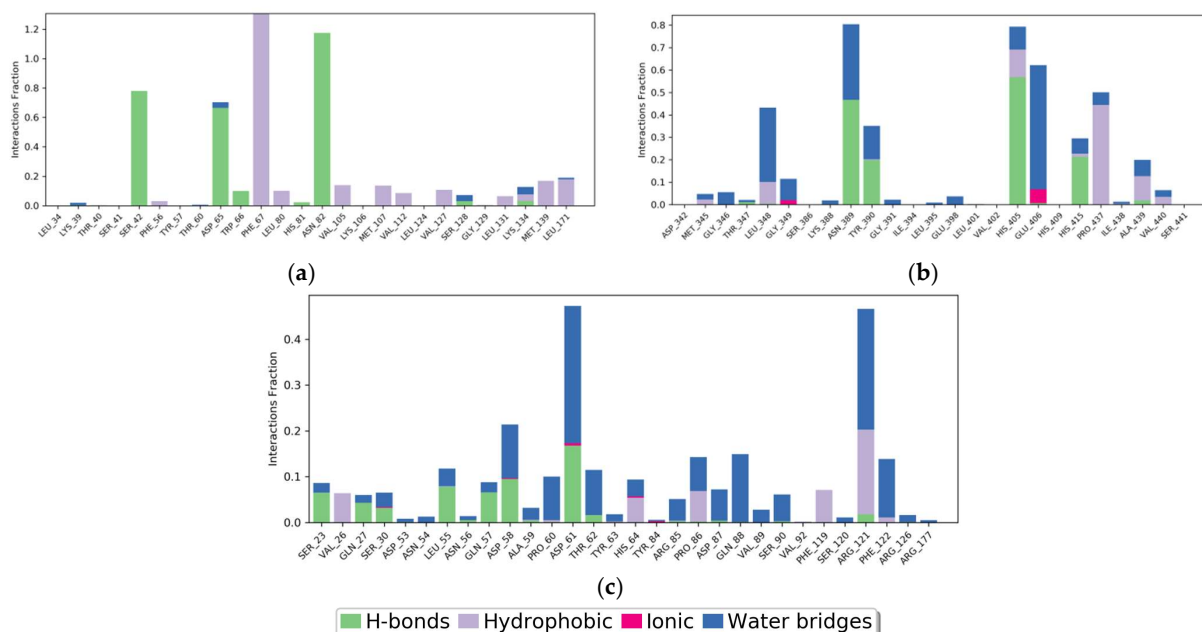 Interactions Fraction
1.2
1.0
0.8
0.6
0.4
0.2
0.0
LEU_34 LYS_39 THR_40 SER_41 SER_42 PHE_56 TYR_57 THR_60 ASP_65 TRP_66 PHE_67 LEU_80 HIS_81 ASN_82 VAL_105 LYS_106 MET_107 VAL_112 LEU_124 VAL_127 SER_128 GLY_129 LEU_131 LYS_134 MET_139 LEU_171
(a)
Interactions Fraction
0.8
0.7
0.6
0.5
0.4
0.3
0.2
0.1
0.0
ASP_342 MET_345 GLY_346 THR_347 LEU_348 GLY_349 SER_386 LYS_388 ASN_389 TYR_390 GLY_391 ILE_394 LEU_395 GLU_398 LEU_401 VAL_402 HIS_405 GLU_406 HIS_409 HIS_415 PRO_437 ILE_438 ALA_439 VAL_440 SER_441
(b)
Interactions Fraction
0.4
0.3
0.2
0.1
0.0
SER_23 VAL_26 GLN_27 SER_30 ASP_53 ASN_54 LEU_55 ASN_56 GLN_57 ASP_58 ALA_59 PRO_60 ASP_61 THR_62 TYR_63 HIS_64 TYR_84 ARG_85 PRO_86 ASP_87 GLN_88 VAL_89 SER_90 VAL_92 PHE_119 SER_120 ARG_121 PHE_122 ARG_126 ARG_177
(c)
H-bonds Hydrophobic Ionic Water bridges